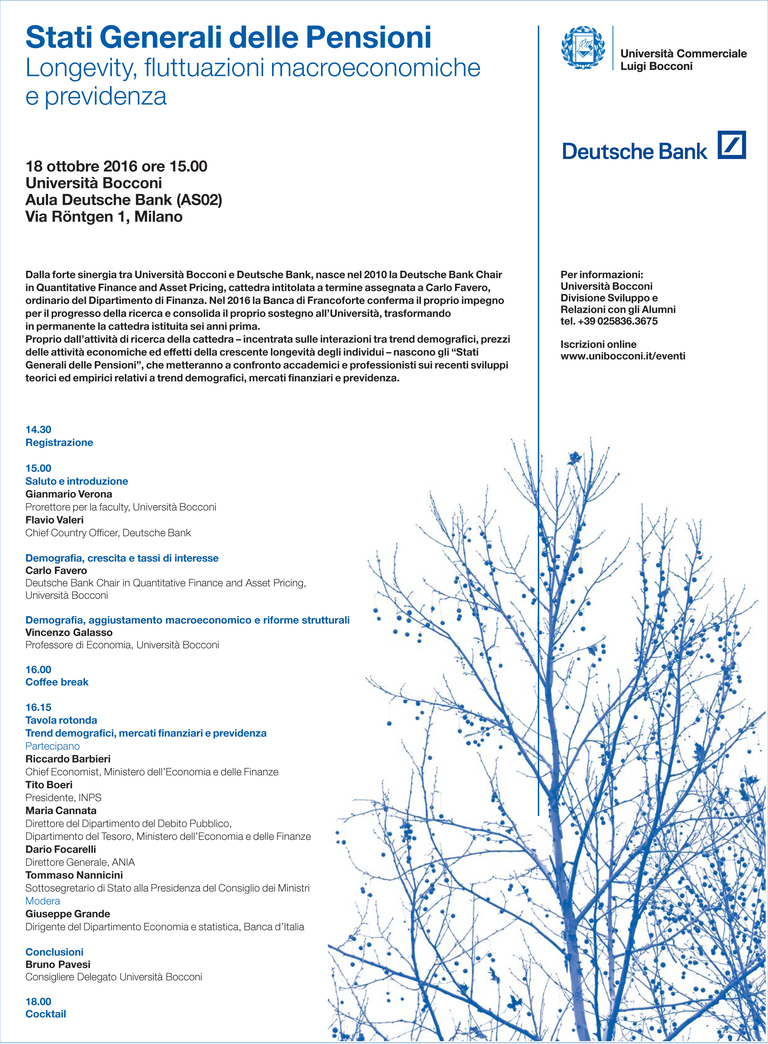 Stati Generali delle Pensioni
Longevity, fluttuazioni macroeconomiche
e previdenza
Università Commerciale
Luigi Bocconi
Deutsche Bank
18 ottobre 2016 ore 15.00
Università Bocconi
Aula Deutsche Bank (AS02)
Via Röntgen 1, Milano
Dalla forte sinergia tra Università Bocconi e Deutsche Bank, nasce nel 2010 la Deutsche Bank Chair
in Quantitative Finance and Asset Pricing, cattedra intitolata a termine assegnata a Carlo Favero,
ordinario del Dipartimento di Finanza. Nel 2016 la Banca di Francoforte conferma il proprio impegno
per il progresso della ricerca e consolida il proprio sostegno all'Università, trasformando
in permanente la cattedra istituita sei anni prima.
Proprio dall'attività di ricerca della cattedra – incentrata sulle interazioni tra trend demografici, prezzi
delle attività economiche ed effetti della crescente longevità degli individui – nascono gli "Stati
Generali delle Pensioni", che metteranno a confronto accademici e professionisti sui recenti sviluppi
teorici ed empirici relativi a trend demografici, mercati finanziari e previdenza.
Per informazioni:
Università Bocconi
Divisione Sviluppo e
Relazioni con gli Alumni
tel. +39 025836.3675
Iscrizioni online
www.unibocconi.it/eventi
14.30
Registrazione
15.00
Saluto e introduzione
Gianmario Verona
Prorettore per la faculty, Università Bocconi
Flavio Valeri
Chief Country Officer, Deutsche Bank
Demografia, crescita e tassi di interesse
Carlo Favero
Deutsche Bank Chair in Quantitative Finance and Asset Pricing,
Università Bocconi
Demografia, aggiustamento macroeconomico e riforme strutturali
Vincenzo Galasso
Professore di Economia, Università Bocconi
16.00
Coffee break
16.15
Tavola rotonda
Trend demografici, mercati finanziari e previdenza
Partecipano
Riccardo Barbieri
Chief Economist, Ministero dell'Economia e delle Finanze
Tito Boeri
Presidente, INPS
Maria Cannata
Direttore del Dipartimento del Debito Pubblico,
Dipartimento del Tesoro, Ministero dell'Economia e delle Finanze
Dario Focarelli
Direttore Generale, ANIA
Tommaso Nannicini
Sottosegretario di Stato alla Presidenza del Consiglio dei Ministri
Modera
Giuseppe Grande
Dirigente del Dipartimento Economia e statistica, Banca d'Italia
Conclusioni
Bruno Pavesi
Consigliere Delegato Università Bocconi
18.00
Cocktail